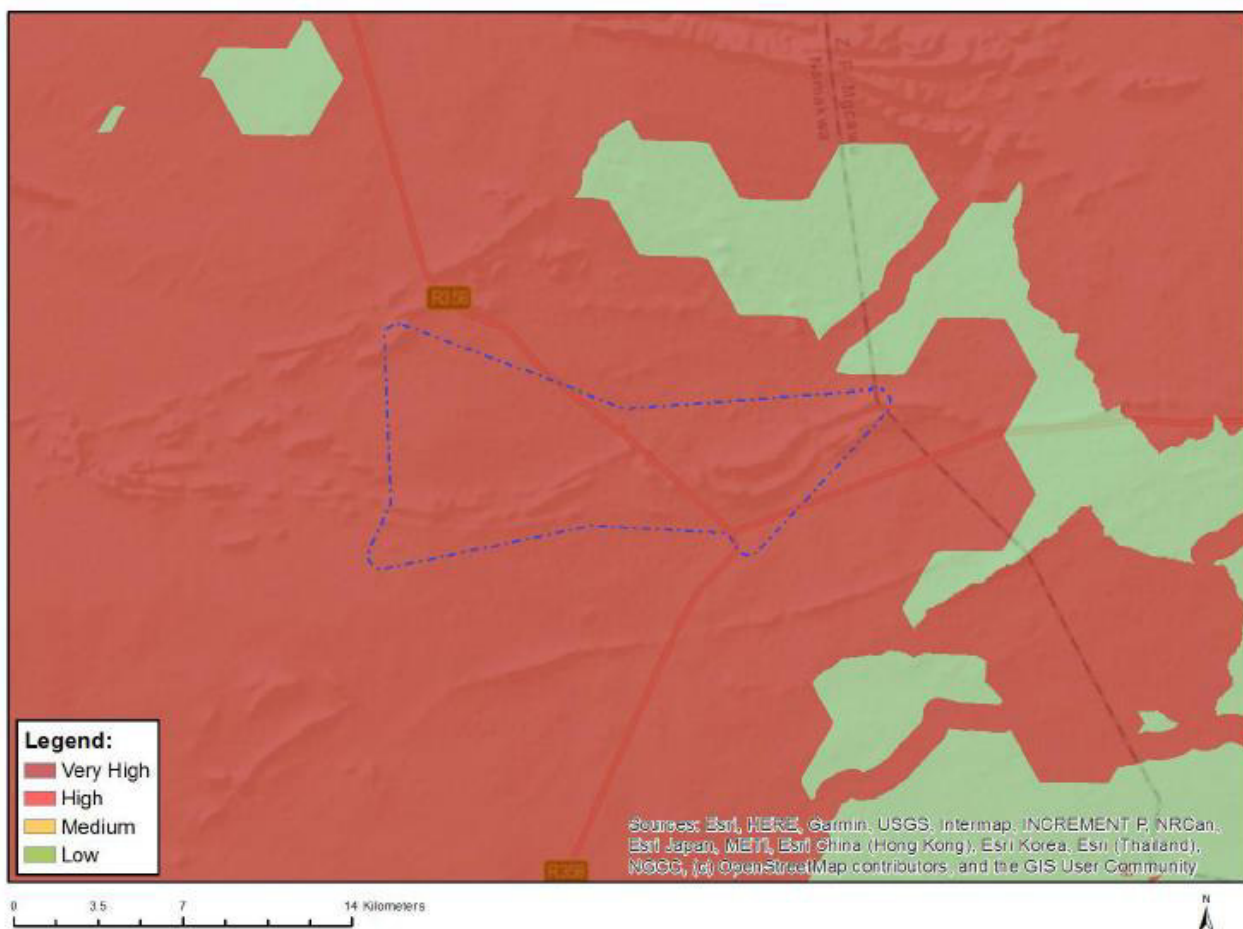 Namakwa
R358
Legend:
Very High
High
Medium
Low
Sources: Esri, HERE, Garmin, USGS, Intermap, INCREMENT P, NRCan,
Esri Japan, METI, Esri China (Hong Kong), Esri Korea, Esri (Thailand),
NGCC, (c) OpenStreetMap contributors, and the GIS User Community
0 3.5 7 14 Kilometers
N